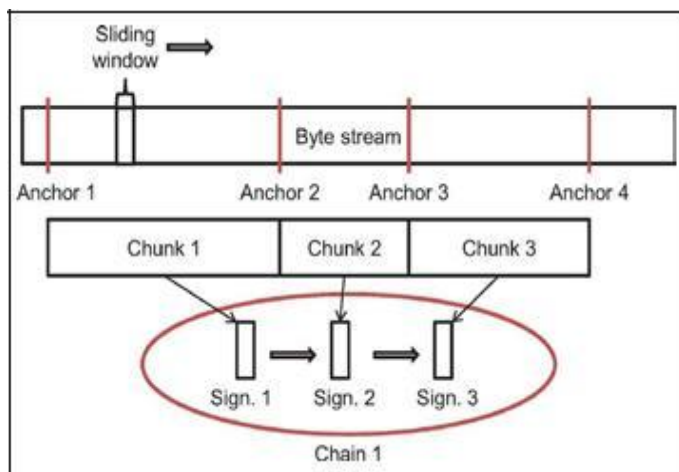 Sliding
window
Byte stream
Anchor 1 Anchor 2 Anchor 3 Anchor 4
Chunk 1 Chunk 2 Chunk 3
Sign. 1 Sign. 2 Sign. 3
Chain 1